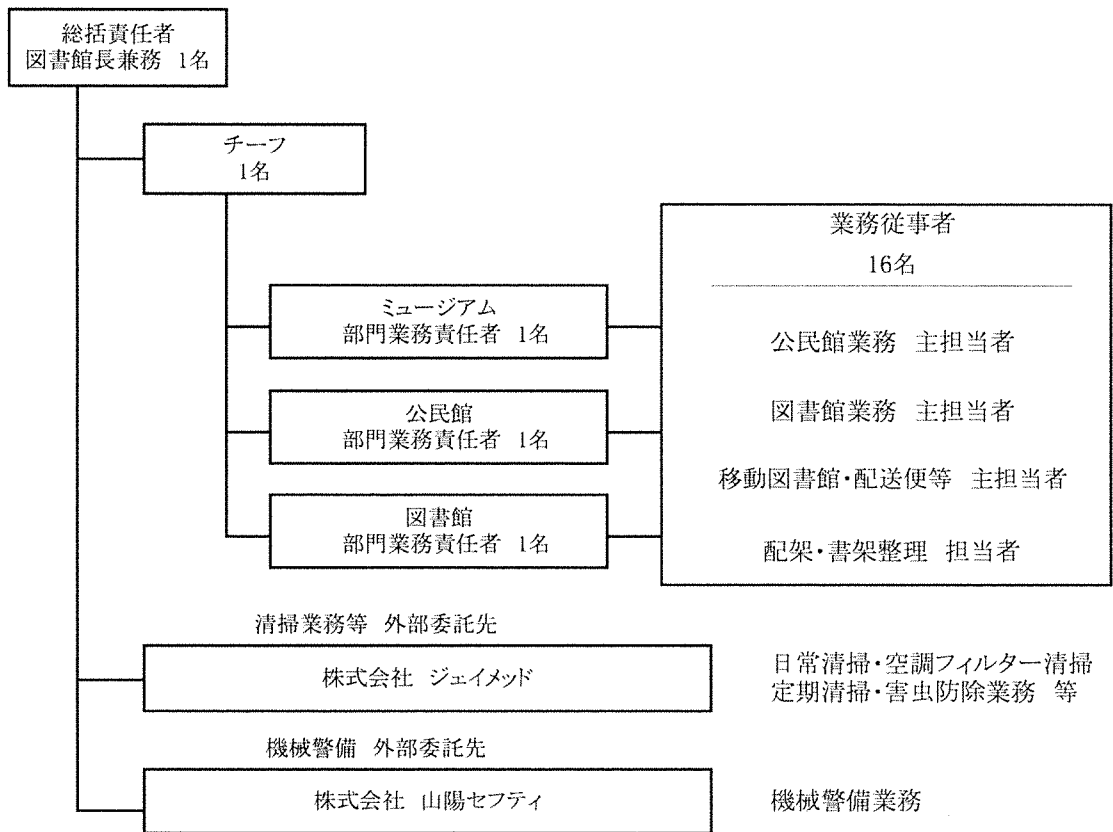 総括責任者
図書館長兼務 1名
チーフ
1名
業務従事者
16名
ミュージアム
部門業務責任者 1名
公民館業務 主担当者
公民館
部門業務責任者 1名
図書館業務 主担当者
移動図書館・配送便等 主担当者
図書館
部門業務責任者 1名
配架・書架整理 担当者
清掃業務等 外部委託先
株式会社 ジェイメッド
日常清掃・空調フィルター清掃
定期清掃・害虫防除業務 等
機械警備 外部委託先
株式会社 山陽セフティ
機械警備業務